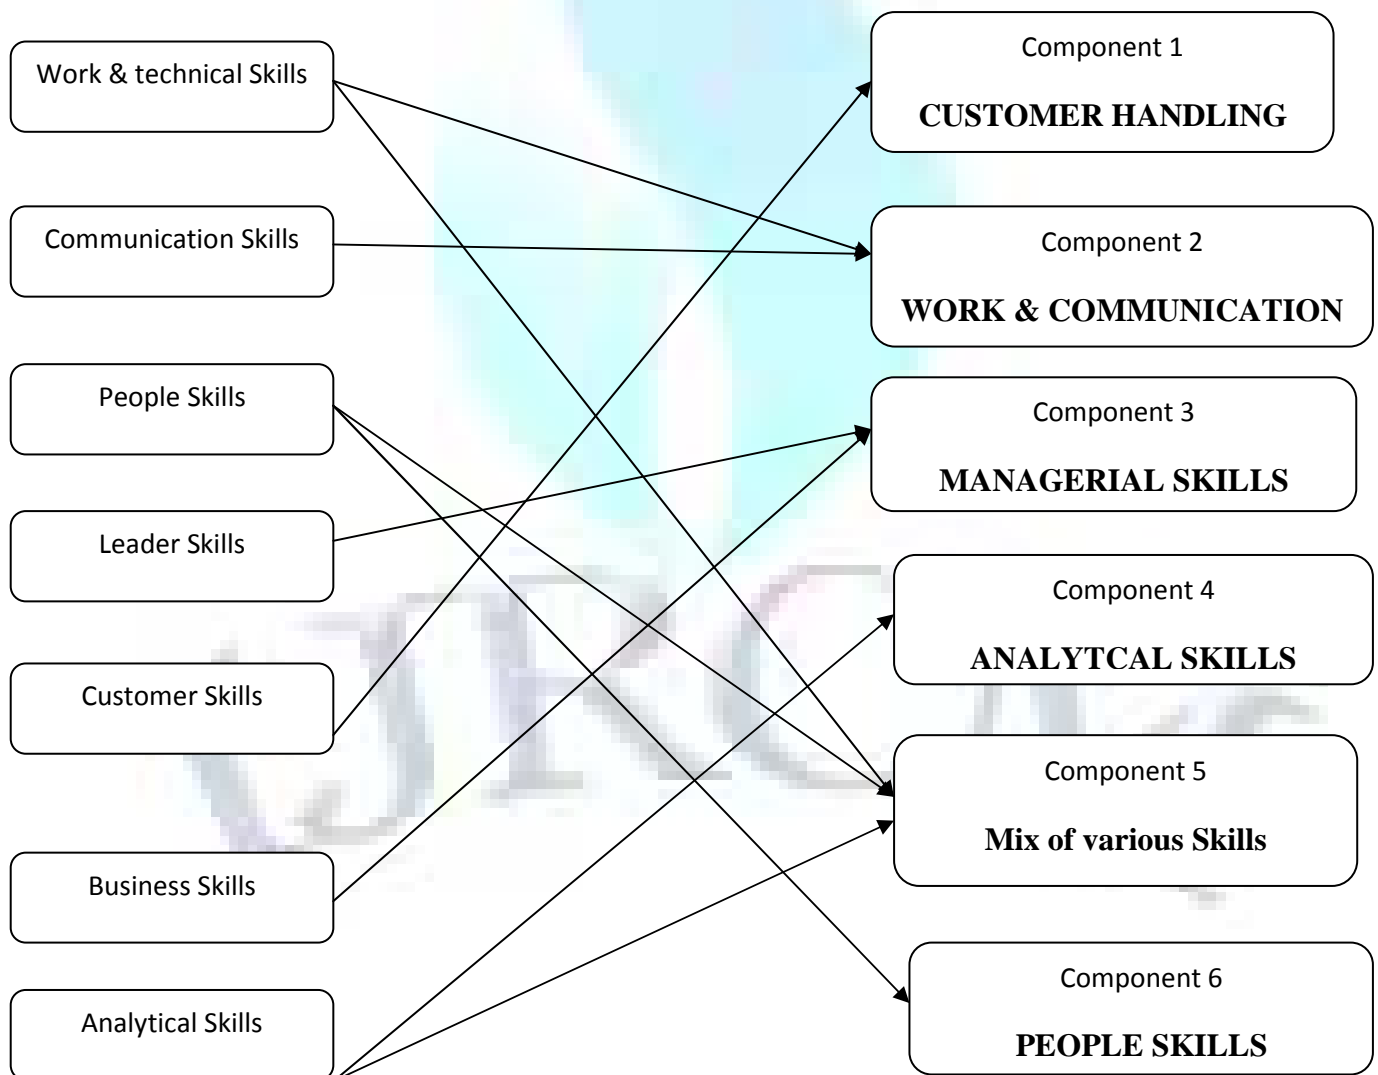 Work & technical Skills
Communication Skills
People Skills
Leader Skills
Customer Skills
Business Skills
Analytical Skills
Component 1
CUSTOMER HANDLING
Component 2
WORK & COMMUNICATION
Component 3
MANAGERIAL SKILLS
Component 4
ANALYTCAL SKILLS
Component 5
Mix of various Skills
Component 6
PEOPLE SKILLS